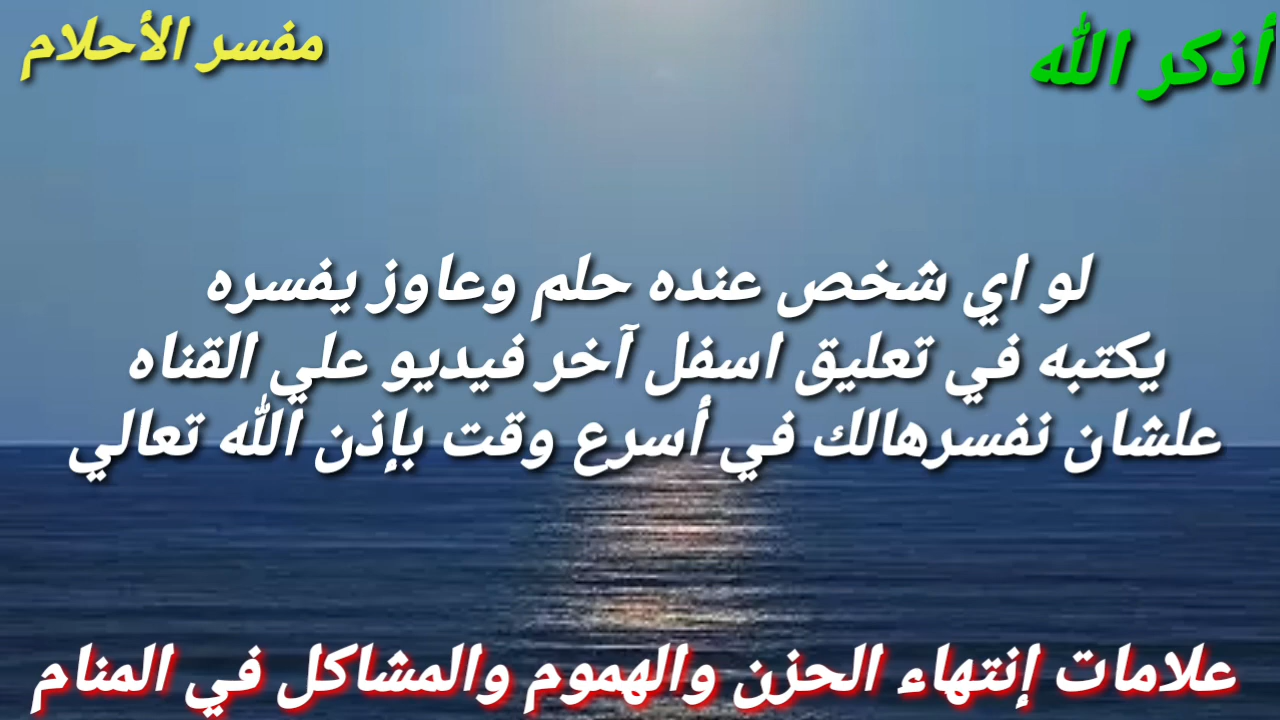 أذكر الله
مفسر الأحلام
لو اي شخص عنده حلم وعاوز يفسره
يكتبه في تعليق اسفل آخر فيديو علي القناه
علشان نفسرهالك في أسرع وقت بإذن الله تعالي
علامات إنتهاء الحزن والهموم والمشاكل في المنام